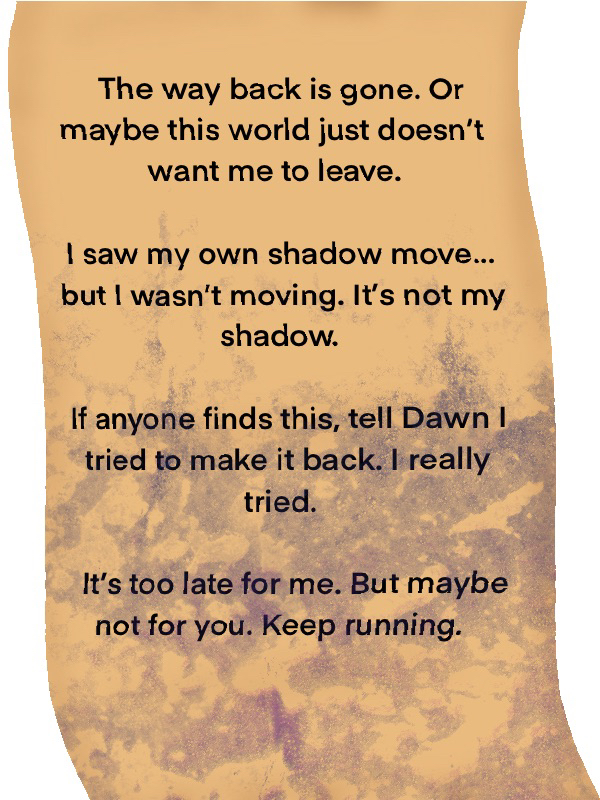 The way back is gone. Or
maybe this world just doesn't
want me to leave.
I saw my own shadow move...
but I wasn't moving. It's not my
shadow.
If anyone finds this, tell Dawn I
tried to make it back. I really
tried.
It's too late for me. But maybe
not for you. Keep running.